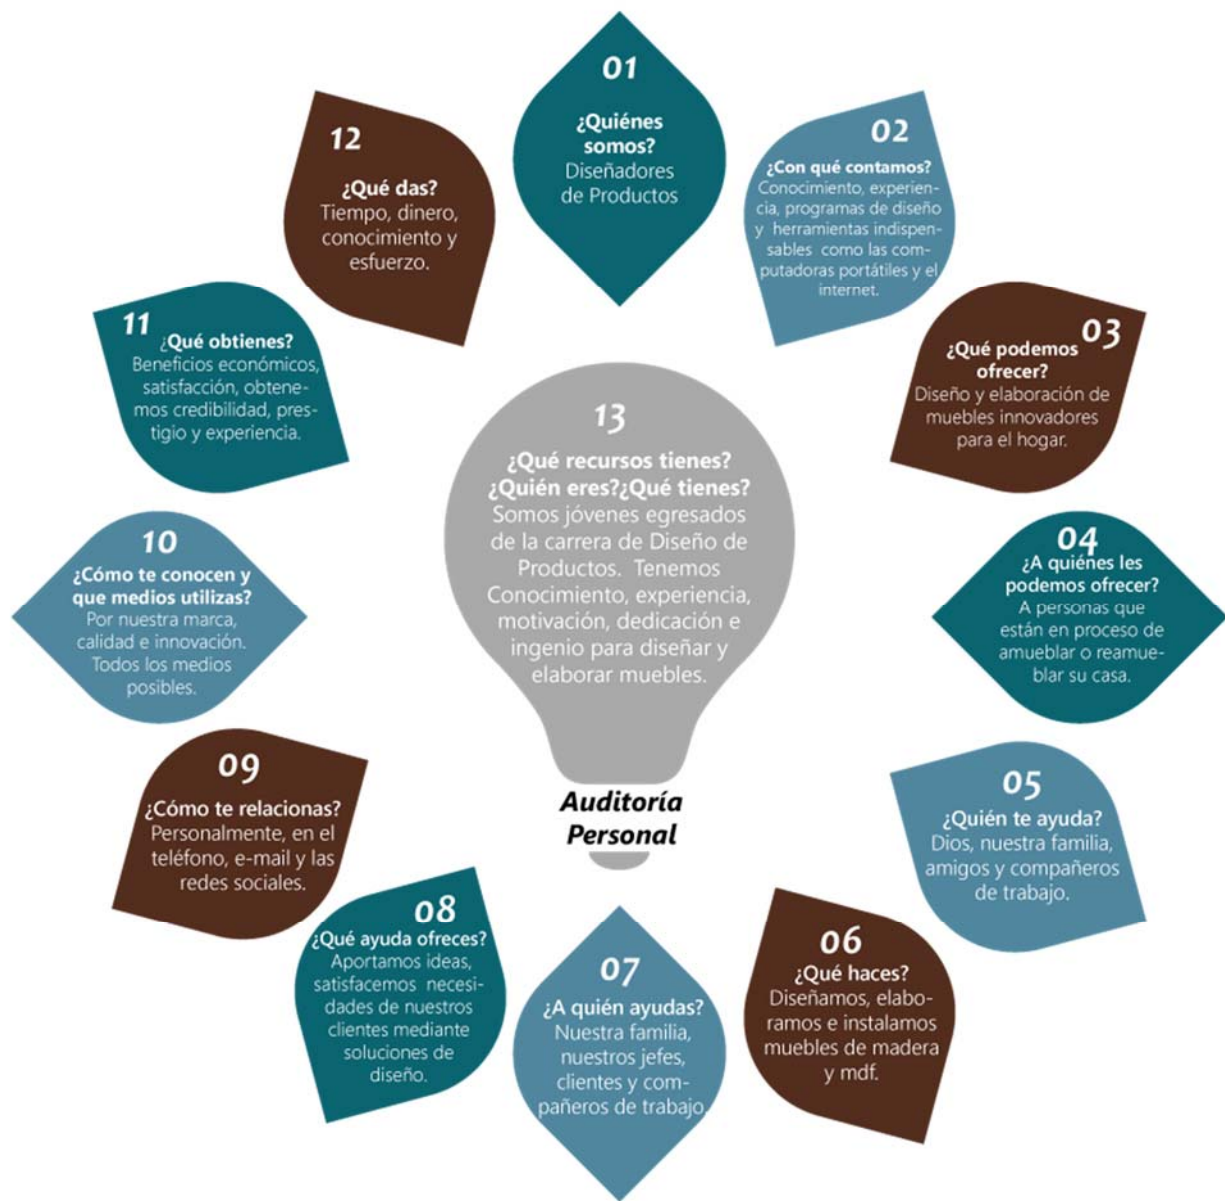 01
¿Quiénes
somos?
Diseñadores
de Productos
02
¿Con qué contamos?
Conocimiento, experien-
cia, programas de diseño
y herramientas indispen-
sables como las com-
putadoras portátiles y el
internet.
03
¿Qué podemos
ofrecer?
Diseño y elaboración de
muebles innovadores
para el hogar.
04
¿A quiénes les
podemos ofrecer?
A personas que
están en proceso de
amueblar o reamue-
blar su casa.
05
¿Quién te ayuda?
Dios, nuestra familia,
amigos y compañeros
de trabajo.
06
¿Qué haces?
Diseñamos, elabo-
ramos e instalamos
muebles de madera
y mdf.
07
¿A quién ayudas?
Nuestra familia,
nuestros jefes,
clientes y com-
pañeros de trabajo.
08
¿Qué ayuda ofreces?
Aportamos ideas,
satisfacemos necesi-
dades de nuestros
clientes mediante
soluciones de
diseño.
09
¿Cómo te relacionas?
Personalmente, en el
teléfono, e-mail y las
redes sociales.
10
¿Cómo te conocen y
que medios utilizas?
Por nuestra marca,
calidad e innovación.
Todos los medios
posibles.
11
¿Qué obtienes?
Beneficios económicos,
satisfacción, obtene-
mos credibilidad, pres-
tigio y experiencia.
12
¿Qué das?
Tiempo, dinero,
conocimiento y
esfuerzo.
13
¿Qué recursos tienes?
¿Quién eres?¿Qué tienes?
Somos jóvenes egresados
de la carrera de Diseño de
Productos. Tenemos
Conocimiento, experiencia,
motivación, dedicación e
ingenio para diseñar y
elaborar muebles.
Auditoría
Personal